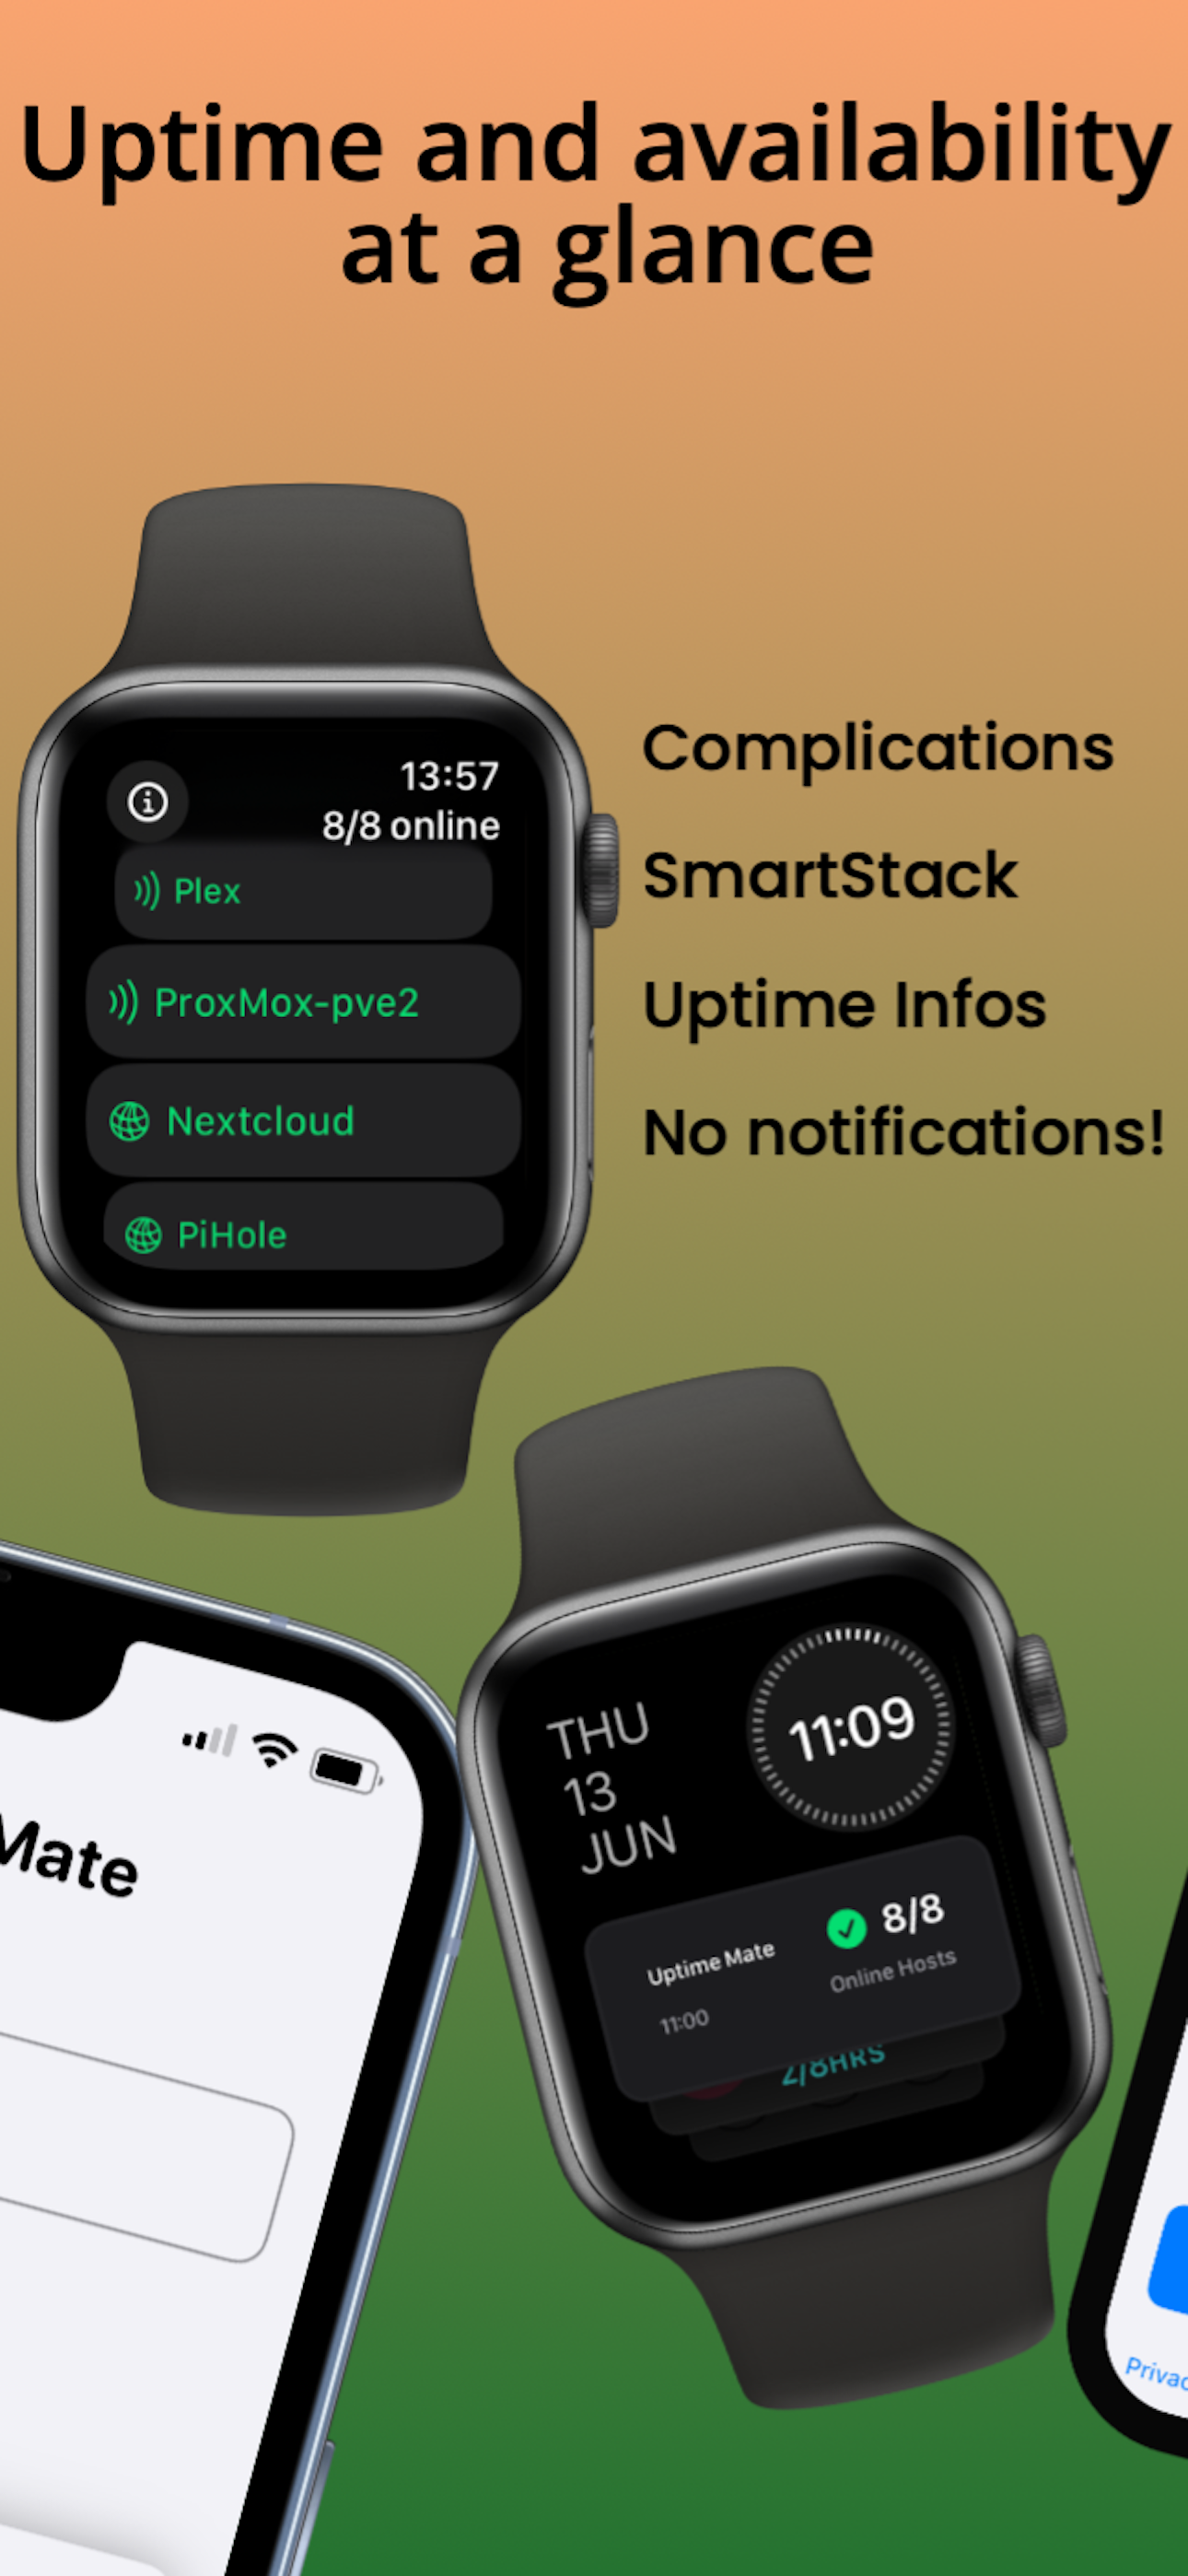 Uptime and availability
at a glance
13:57
8/8 online
Plex
ProxMox-pve2
Nextcloud
PiHole
Complications
SmartStack
Uptime Infos
No notifications!
THU
13
JUN
11:09
Uptime Mate
8/8
Online Hosts
11:00
2/8HRS
Mate